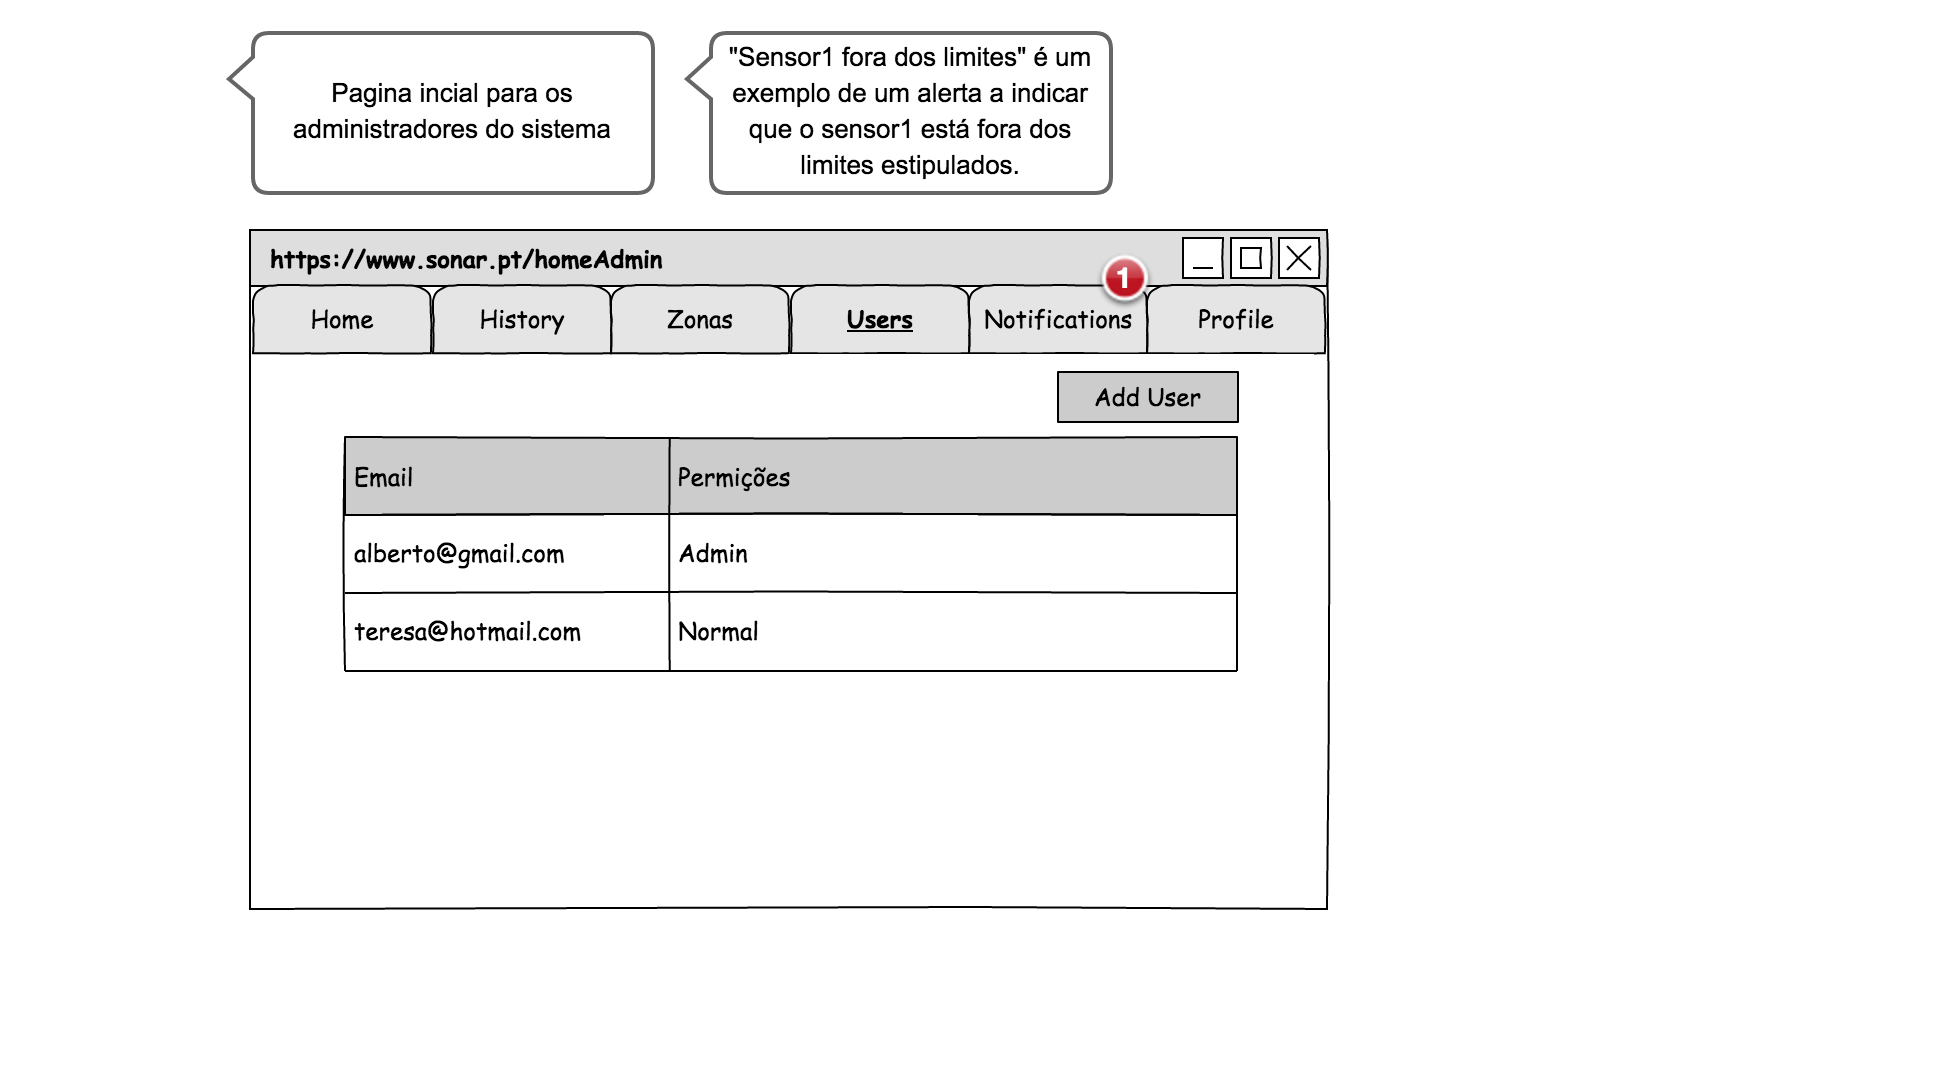 Pagina incial para os
administradores do sistema
"Sensor1 fora dos limites" é um
exemplo de um alerta a indicar
que o sensor1 está fora dos
limites estipulados.
https://www.sonar.pt/homeAdmin
1
Home History Zonas Users Notifications Profile
Add User
Email Permições
alberto@gmail.com Admin
teresa@hotmail.com Normal